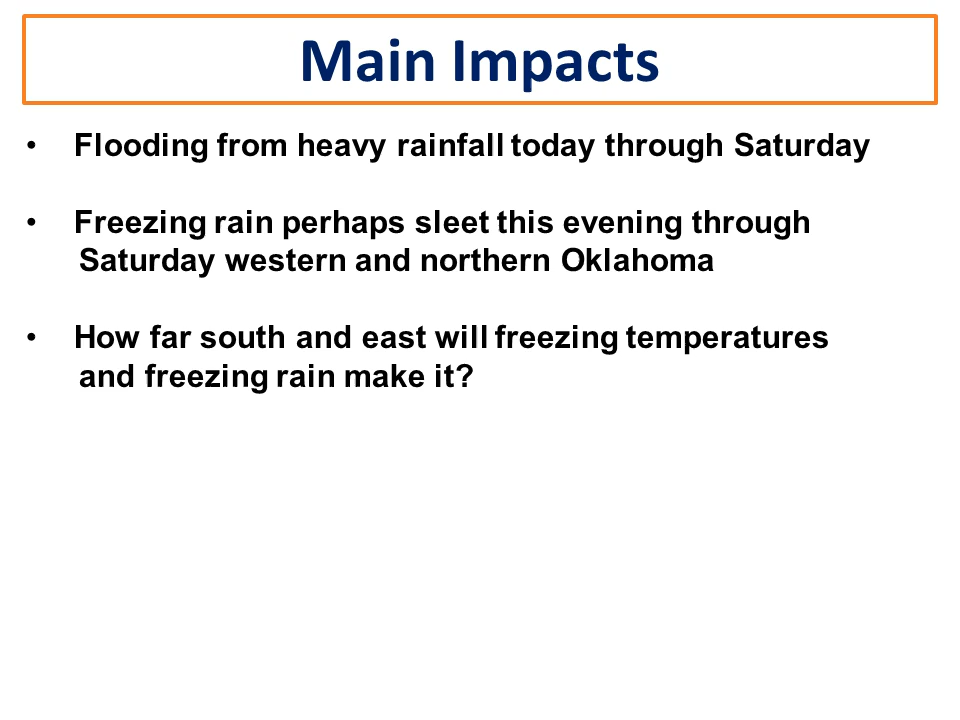 Main Impacts
• Flooding from heavy rainfall today through Saturday
• Freezing rain perhaps sleet this evening through
Saturday western and northern Oklahoma
• How far south and east will freezing temperatures
and freezing rain make it?